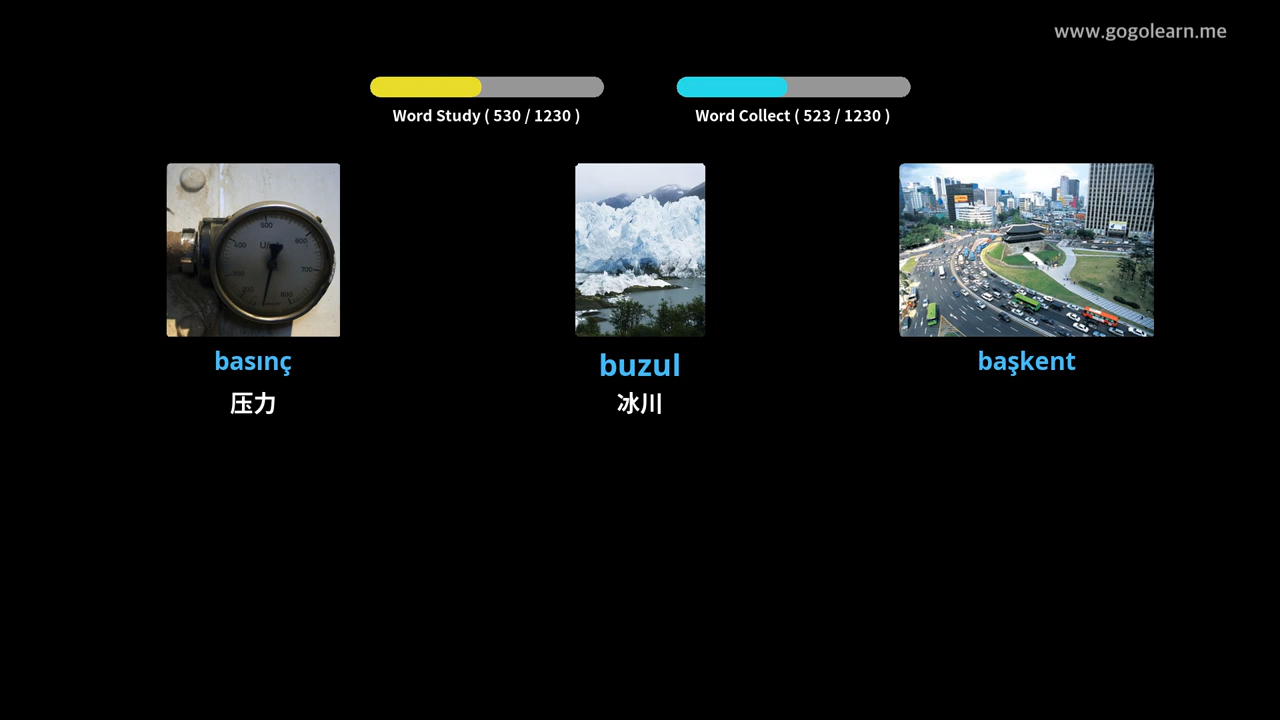 www.gogolearn.me
Word Study ( 530 / 1230 )
Word Collect ( 523 / 1230 )
basınç
buzul
başkent
压力
冰川